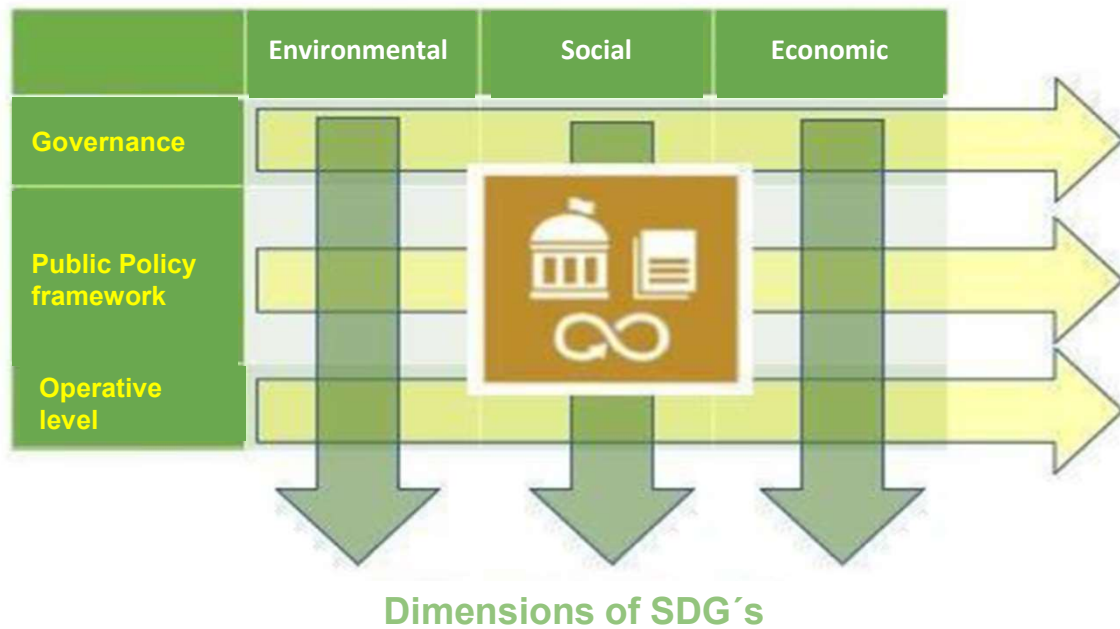 Environmental Social Economic
Governance
Public Policy
framework
Operative
level
Dimensions of SDG´s